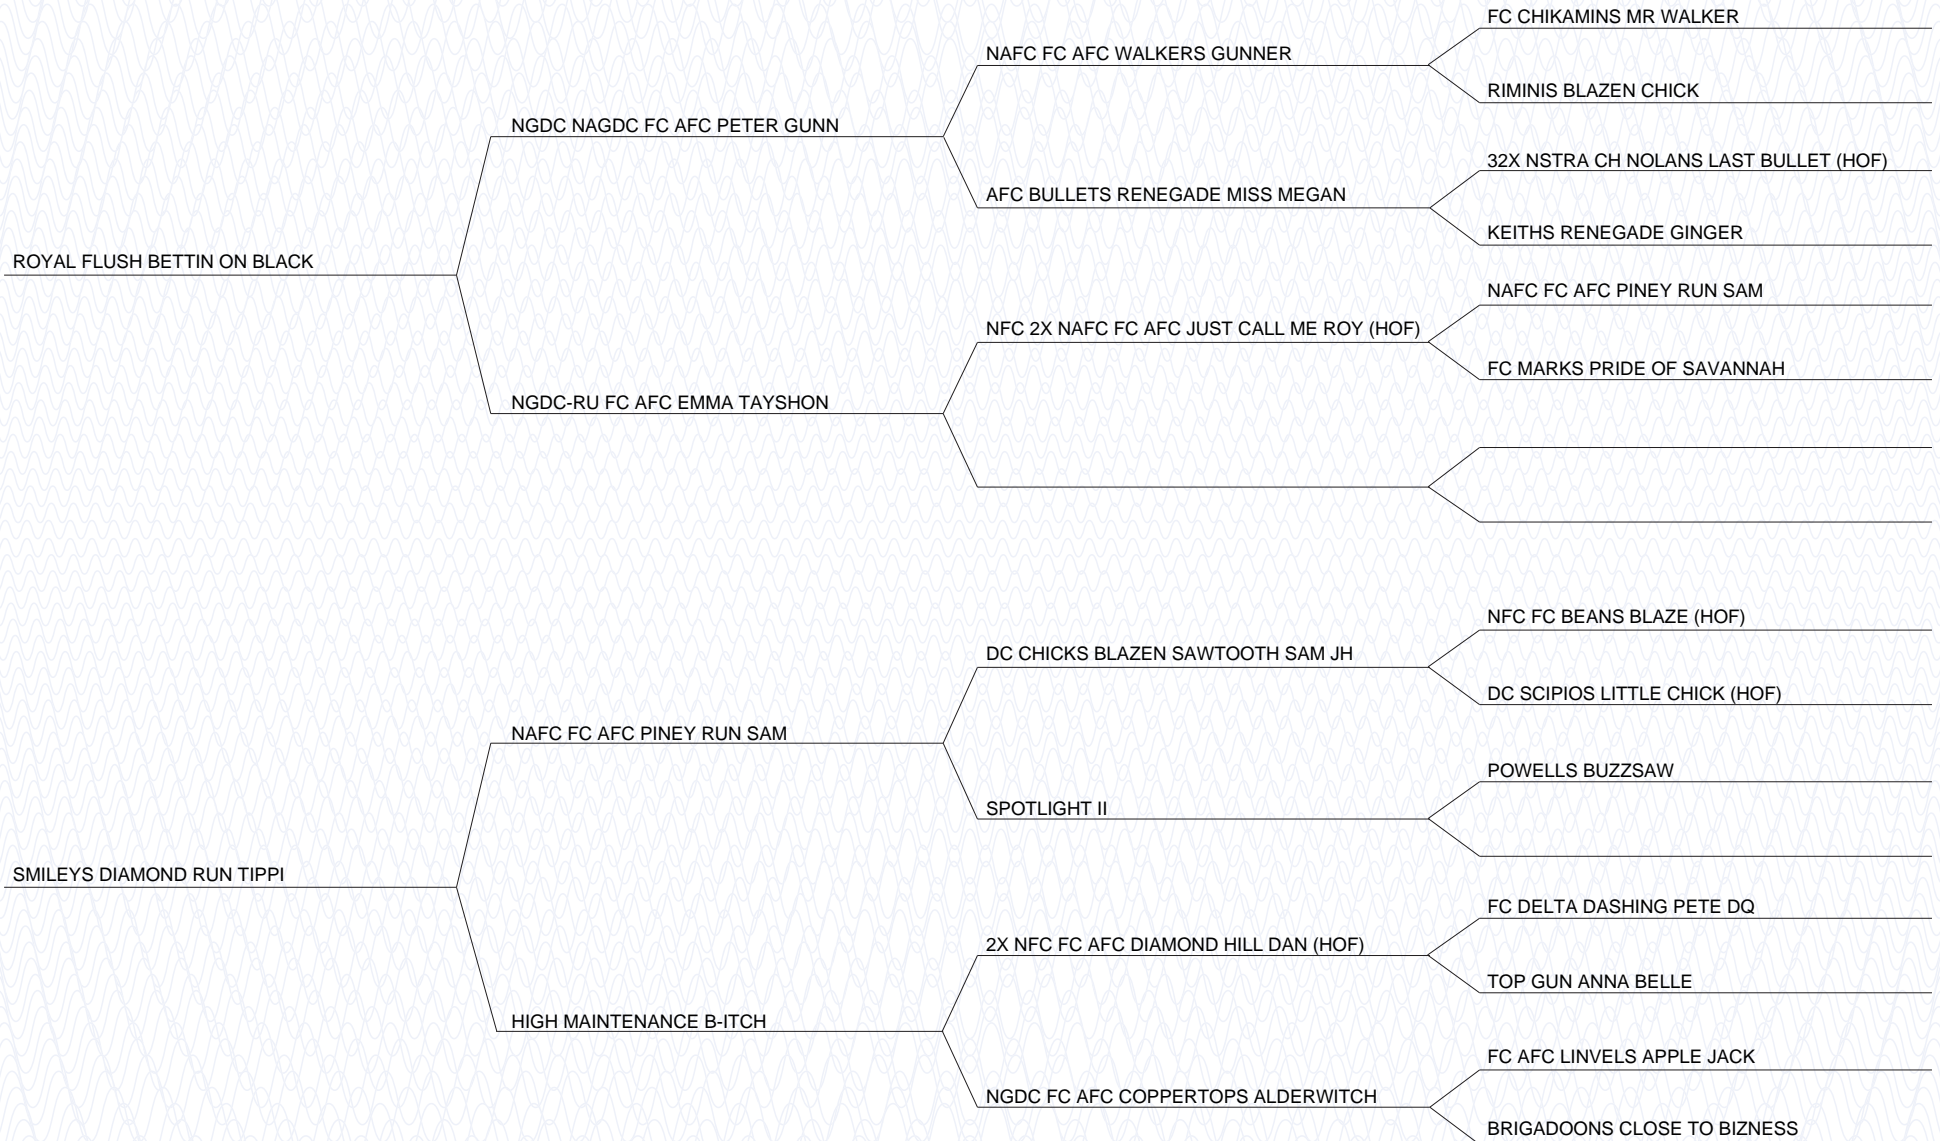 FC CHIKAMINS MR WALKER
NAFC FC AFC WALKERS GUNNER
RIMINIS BLAZEN CHICK
NGDC NAGDC FC AFC PETER GUNN
32X NSTRA CH NOLANS LAST BULLET (HOF)
AFC BULLETS RENEGADE MISS MEGAN
KEITHS RENEGADE GINGER
ROYAL FLUSH BETTIN ON BLACK
NAFC FC AFC PINEY RUN SAM
NFC 2X NAFC FC AFC JUST CALL ME ROY (HOF)
FC MARKS PRIDE OF SAVANNAH
NGDC-RU FC AFC EMMA TAYSHON
NFC FC BEANS BLAZE (HOF)
DC CHICKS BLAZEN SAWTOOTH SAM JH
DC SCIPIOS LITTLE CHICK (HOF)
NAFC FC AFC PINEY RUN SAM
POWELLS BUZZSAW
SPOTLIGHT II
SMILEYS DIAMOND RUN TIPPI
FC DELTA DASHING PETE DQ
2X NFC FC AFC DIAMOND HILL DAN (HOF)
TOP GUN ANNA BELLE
HIGH MAINTENANCE B-ITCH
FC AFC LINVELS APPLE JACK
NGDC FC AFC COPPERTOPS ALDERWITCH
BRIGADOONS CLOSE TO BIZNESS